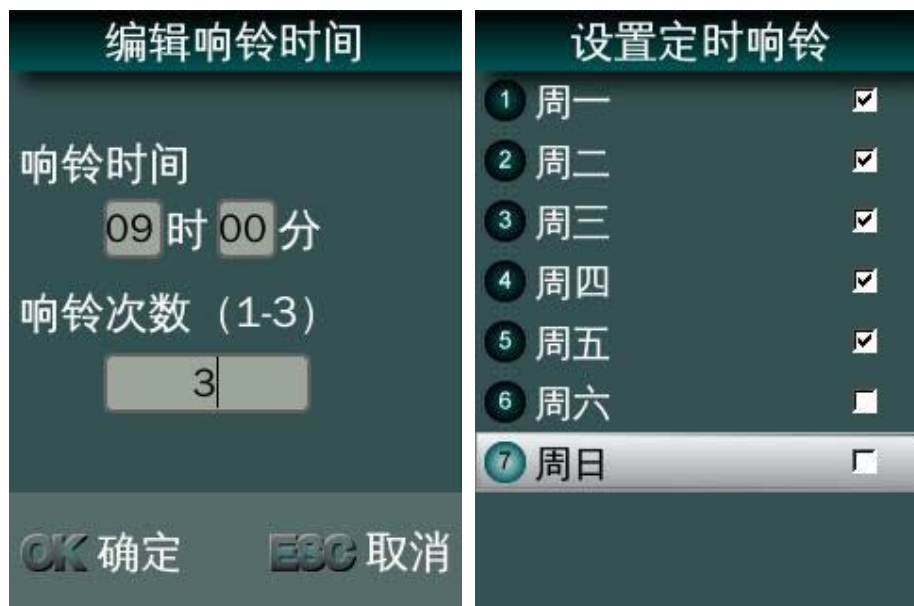 编辑响铃时间
响铃时间
09 时 00 分
响铃次数（1-3）
3
OK 确定 ESC 取消
设置定时响铃
1 周一
2 周二
3 周三
4 周四
5 周五
6 周六
7 周日